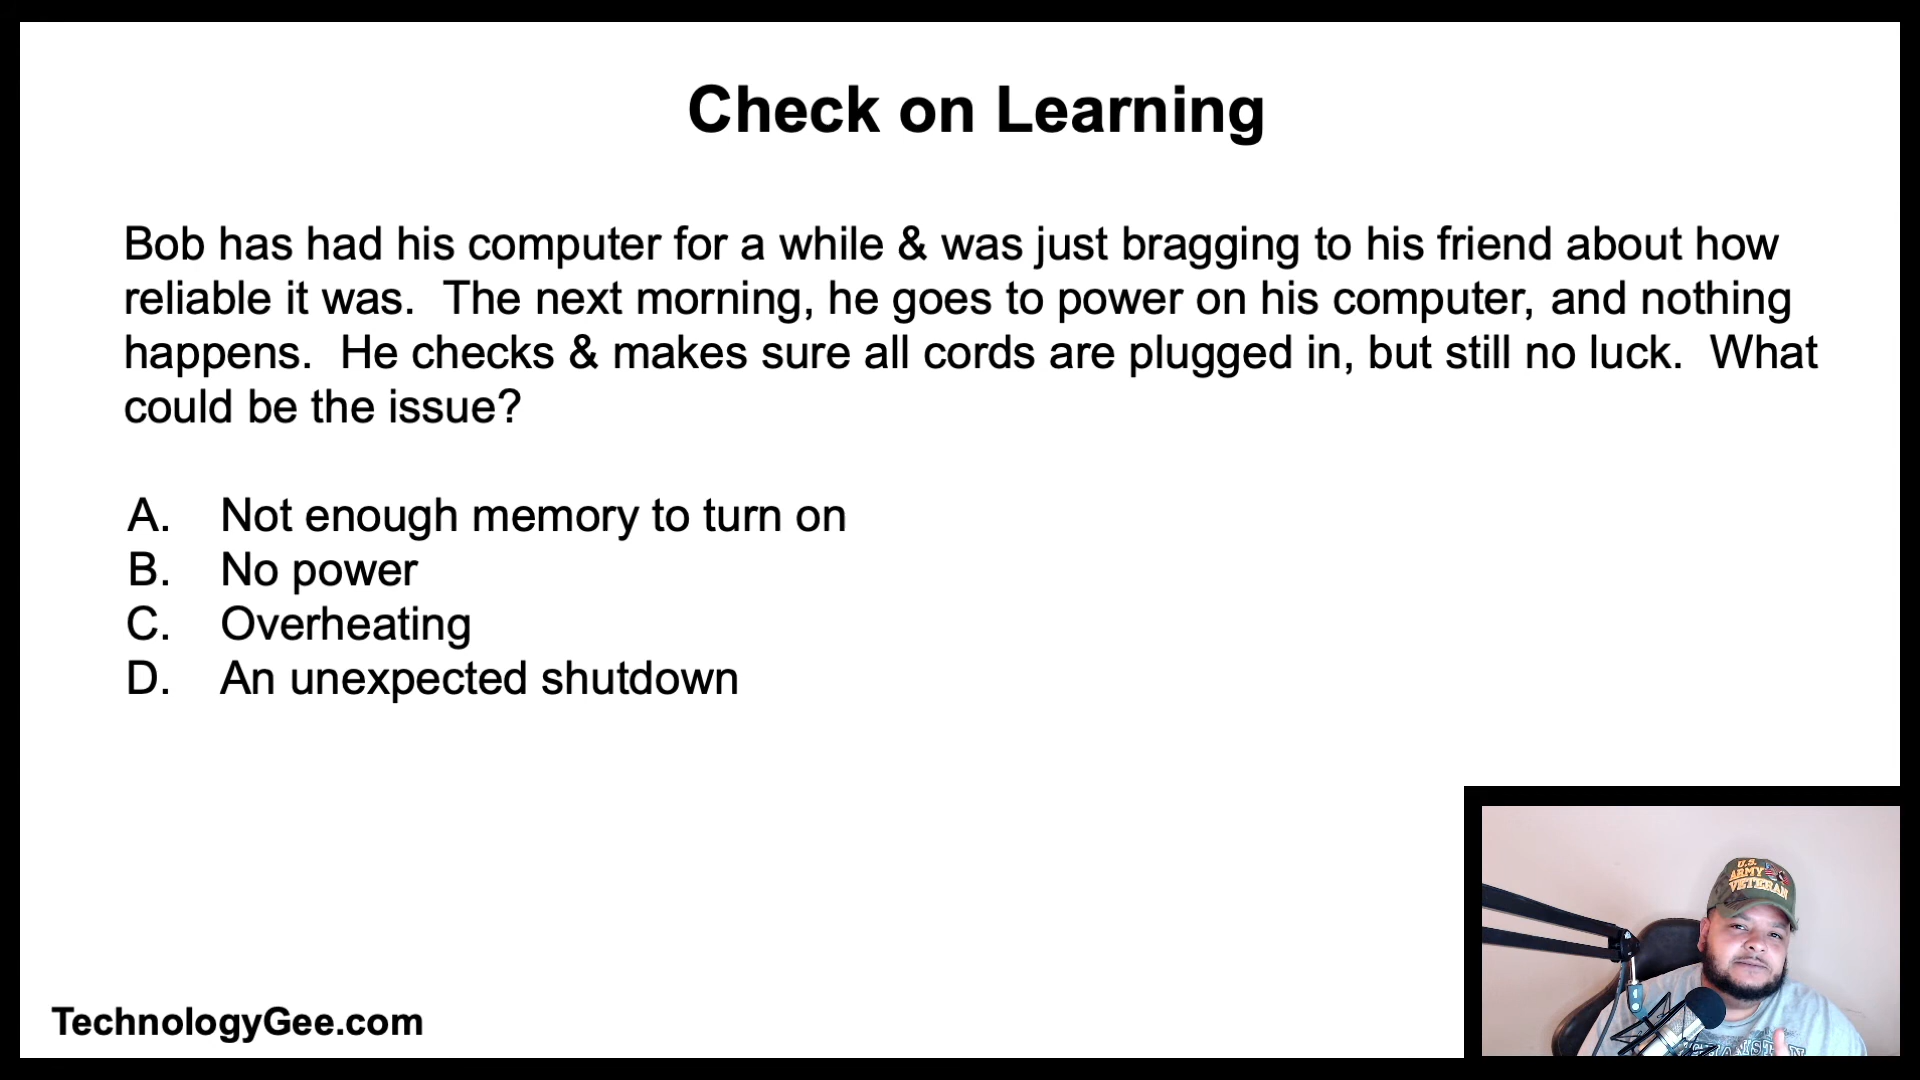 Check on Learning
Bob has had his computer for a while & was just bragging to his friend about how
reliable it was.  The next morning, he goes to power on his computer, and nothing
happens.  He checks & makes sure all cords are plugged in, but still no luck.  What
could be the issue?
A. Not enough memory to turn on
B. No power
C. Overheating
D. An unexpected shutdown
U.S.
ARMY
VETERAN
TechnologyGee.com